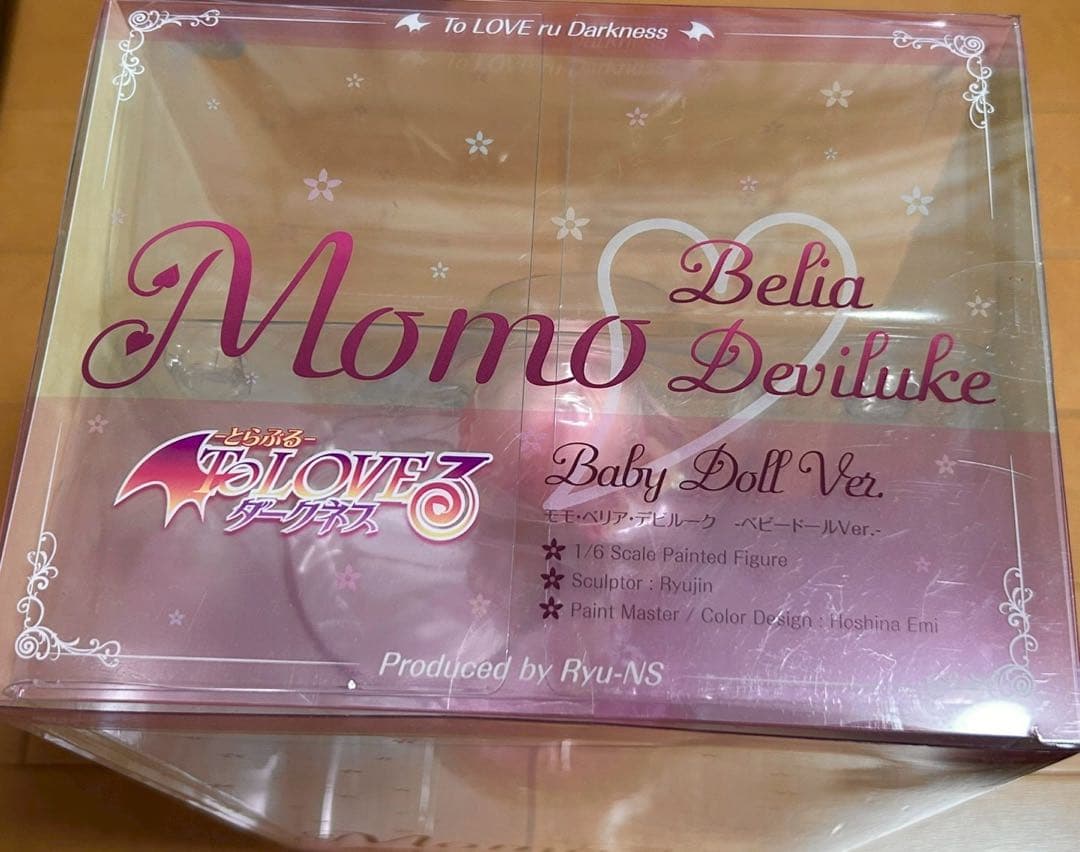 To LOVE ru Darkness
Momo
Belia
Deviluke
-とらぶる-
To LOVEる
ダークネス
Baby Doll Ver.
モモ・ベリア・デビルーク -ベビードールVer.-
1/6 Scale Painted Figure
Sculptor : Ryujin
Paint Master / Color Design : Hoshina Emi
Produced by Ryu-NS